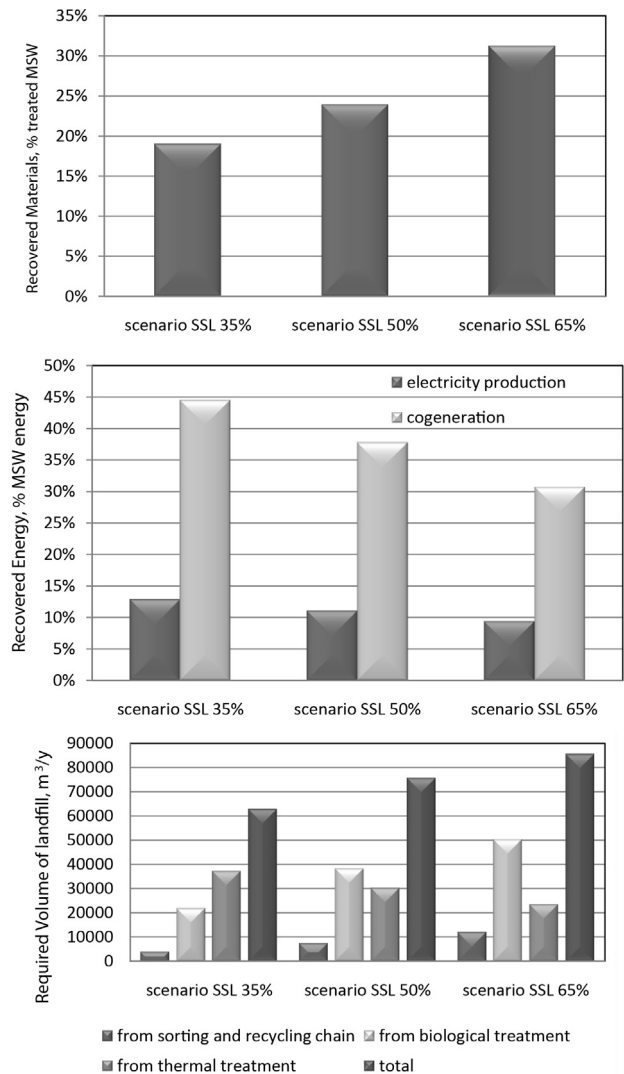 35%
30%
25%
20%
15%
10%
5%
0%
Recovered Materials, % treated MSW
scenario SSL 35% scenario SSL 50% scenario SSL 65%
50%
45%
40%
35%
30%
25%
20%
15%
10%
5%
0%
Recovered Energy, % MSW energy
electricity production
cogeneration
scenario SSL 35% scenario SSL 50% scenario SSL 65%
90000
80000
70000
60000
50000
40000
30000
20000
10000
0
Required Volume of landfill, m³/y
scenario SSL 35% scenario SSL 50% scenario SSL 65%
from sorting and recycling chain from biological treatment
from thermal treatment total